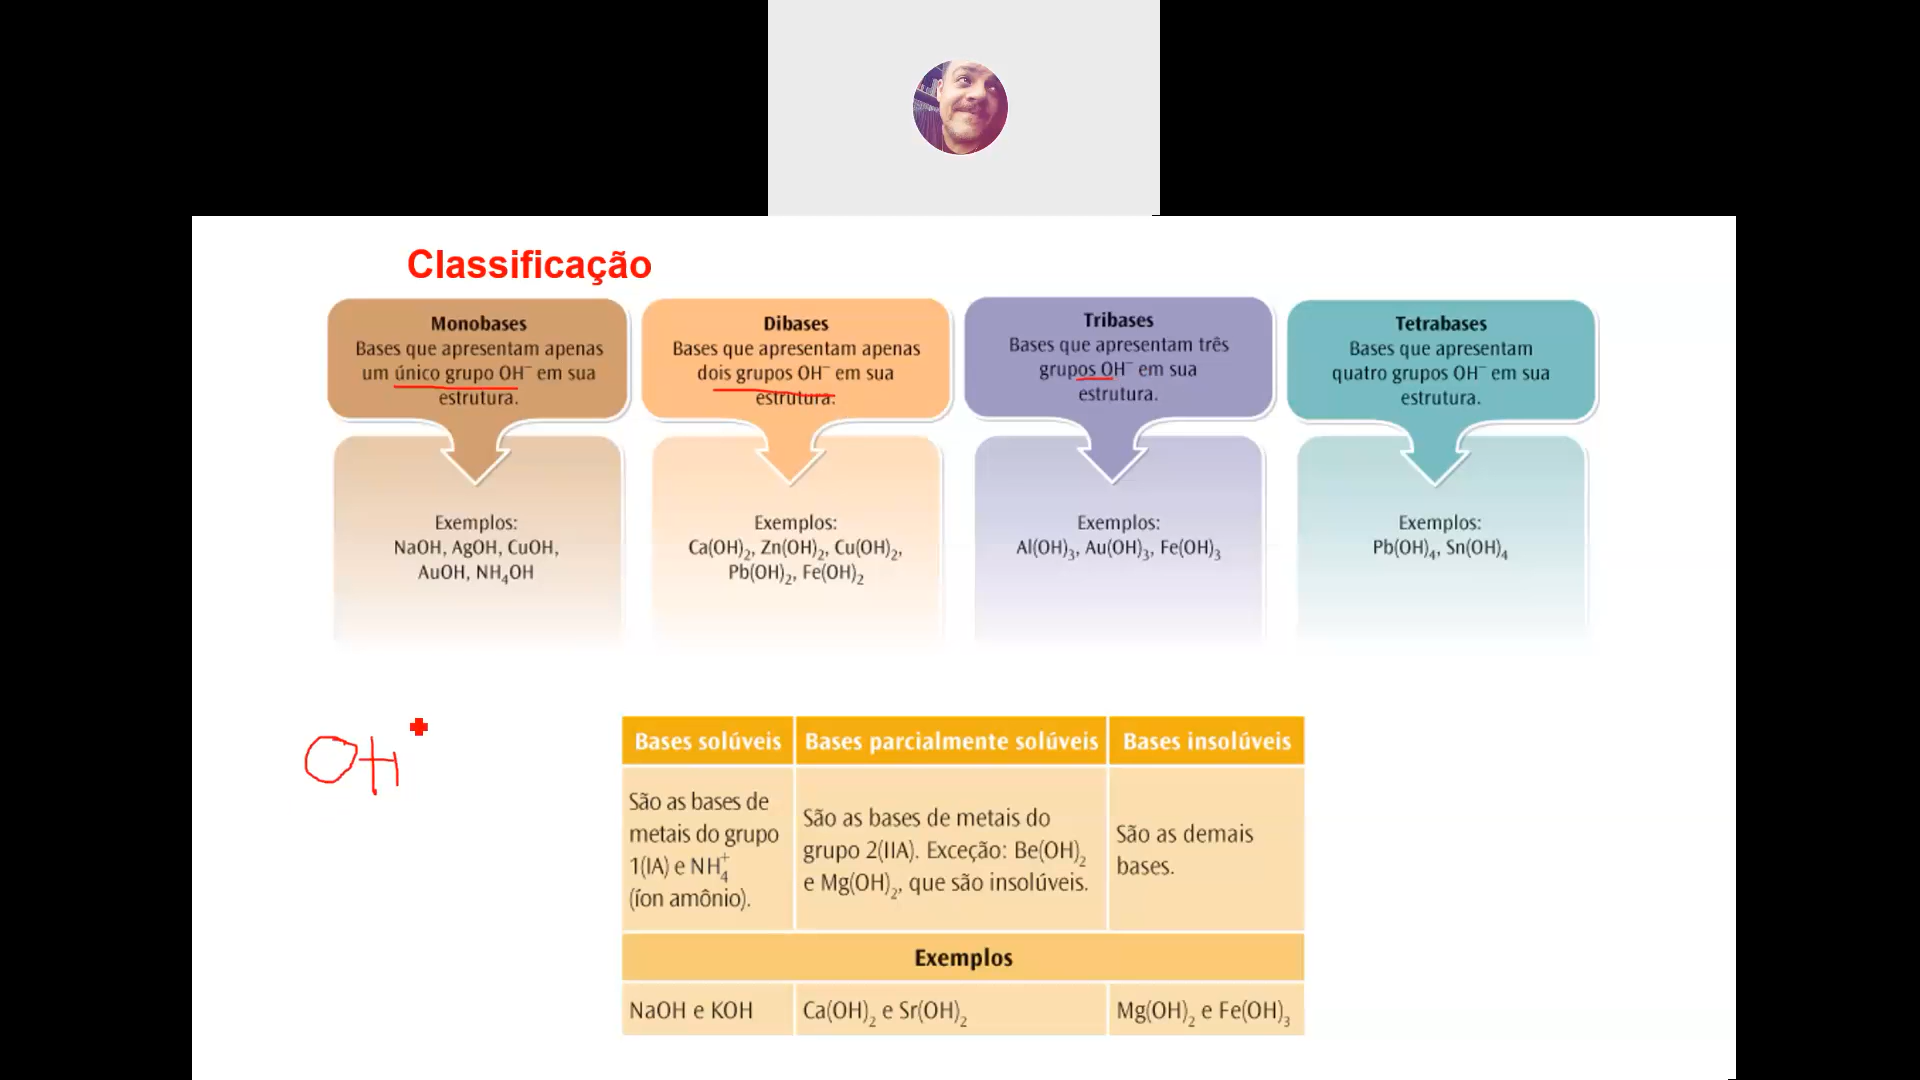 Classificação
Monobases
Bases que apresentam apenas
um único grupo OH⁻ em sua
estrutura.
Dibases
Bases que apresentam apenas
dois grupos OH⁻ em sua
estrutura.
Tribases
Bases que apresentam três
grupos OH⁻ em sua
estrutura.
Tetrabases
Bases que apresentam
quatro grupos OH⁻ em sua
estrutura.
Exemplos:
NaOH, AgOH, CuOH,
AuOH, NH₄OH
Exemplos:
Ca(OH)₂, Zn(OH)₂, Cu(OH)₂,
Pb(OH)₂, Fe(OH)₂
Exemplos:
Al(OH)₃, Au(OH)₃, Fe(OH)₃
Exemplos:
Pb(OH)₄, Sn(OH)₄
OH
Bases solúveis
Bases parcialmente solúveis
Bases insolúveis
São as bases de
metais do grupo
1(IA) e NH₄⁺
(íon amônio).
São as bases de metais do
grupo 2(IIA). Exceção: Be(OH)₂
e Mg(OH)₂, que são insolúveis.
São as demais
bases.
Exemplos
NaOH e KOH
Ca(OH)₂ e Sr(OH)₂
Mg(OH)₂ e Fe(OH)₃